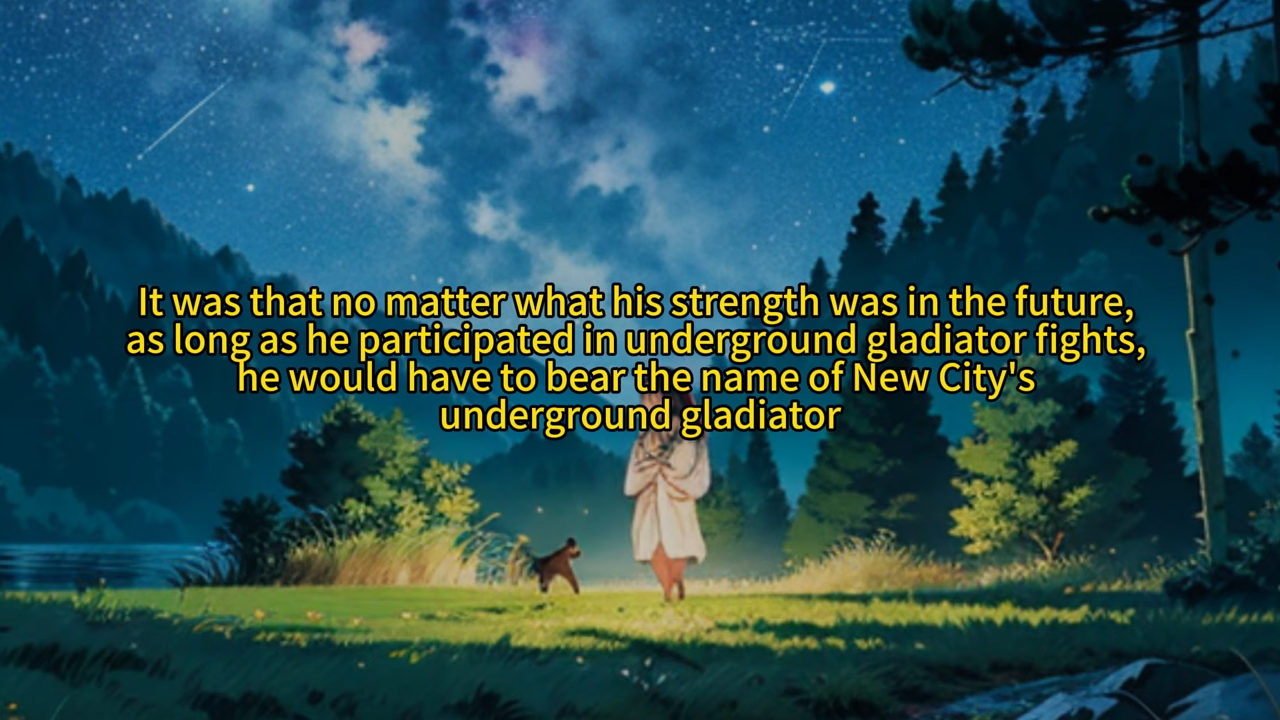 It was that no matter what his strength was in the future,
as long as he participated in underground gladiator fights,
he would have to bear the name of New City's
underground gladiator